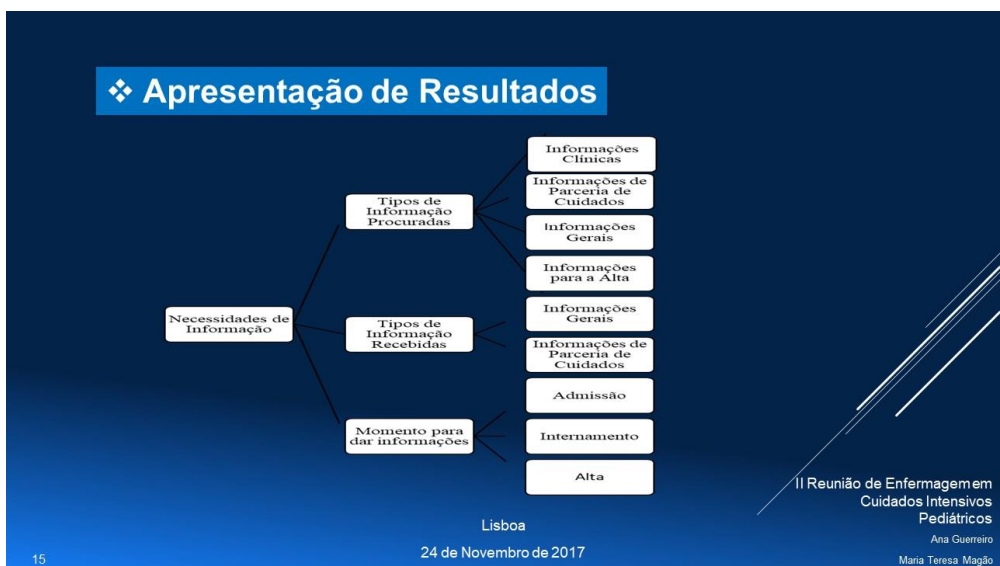 ❖ Apresentação de Resultados
Informações
Clínicas
Informações de
Parceria de
Cuidados
Tipos de
Informação
Procuradas
Informações
Gerais
Informações
para a Alta
Necessidades de
Informação
Tipos de
Informação
Recebidas
Informações
Gerais
Informações de
Parceria de
Cuidados
Momento para
dar informações
Admissão
Internamento
Alta
II Reunião de Enfermagem em
Cuidados Intensivos
Pediátricos
Ana Guerreiro
Maria Teresa Magão
Lisboa
24 de Novembro de 2017
15